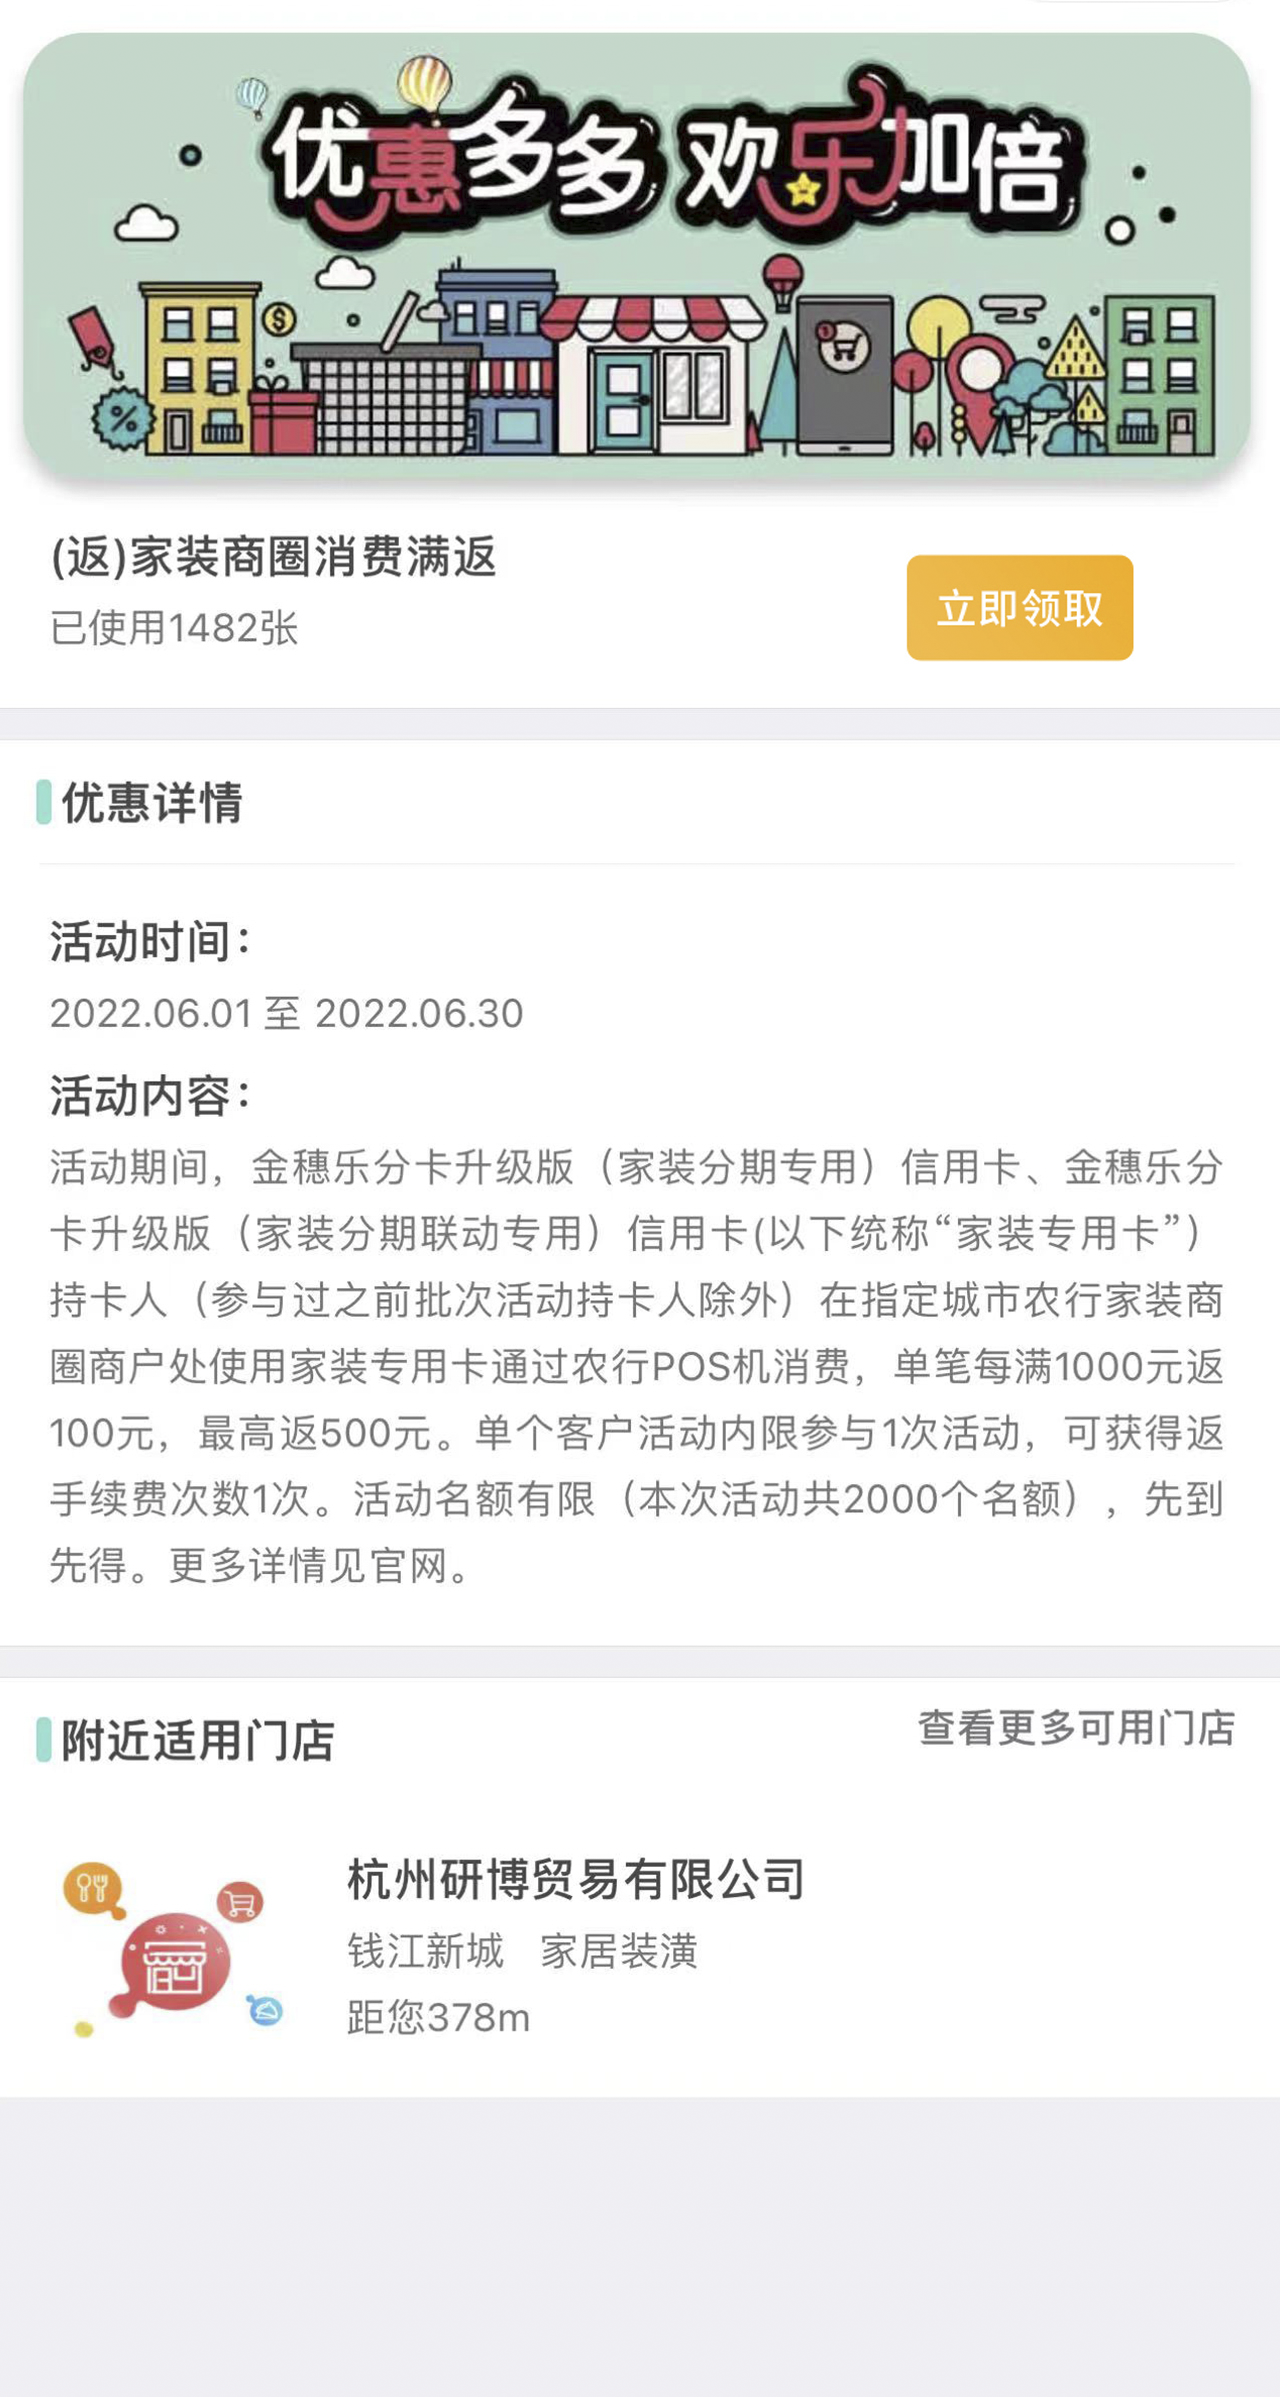 优惠多多 欢乐加倍
(返)家装商圈消费满返
已使用1482张
立即领取
优惠详情
活动时间：
2022.06.01 至 2022.06.30
活动内容：
活动期间，金穗乐分卡升级版（家装分期专用）信用卡、金穗乐分
卡升级版（家装分期联动专用）信用卡(以下统称“家装专用卡”）
持卡人（参与过之前批次活动持卡人除外）在指定城市农行家装商
圈商户处使用家装专用卡通过农行POS机消费，单笔每满1000元返
100元，最高返500元。单个客户活动内限参与1次活动，可获得返
手续费次数1次。活动名额有限（本次活动共2000个名额），先到
先得。更多详情见官网。
附近适用门店
查看更多可用门店
杭州研博贸易有限公司
钱江新城 家居装潢
距您378m